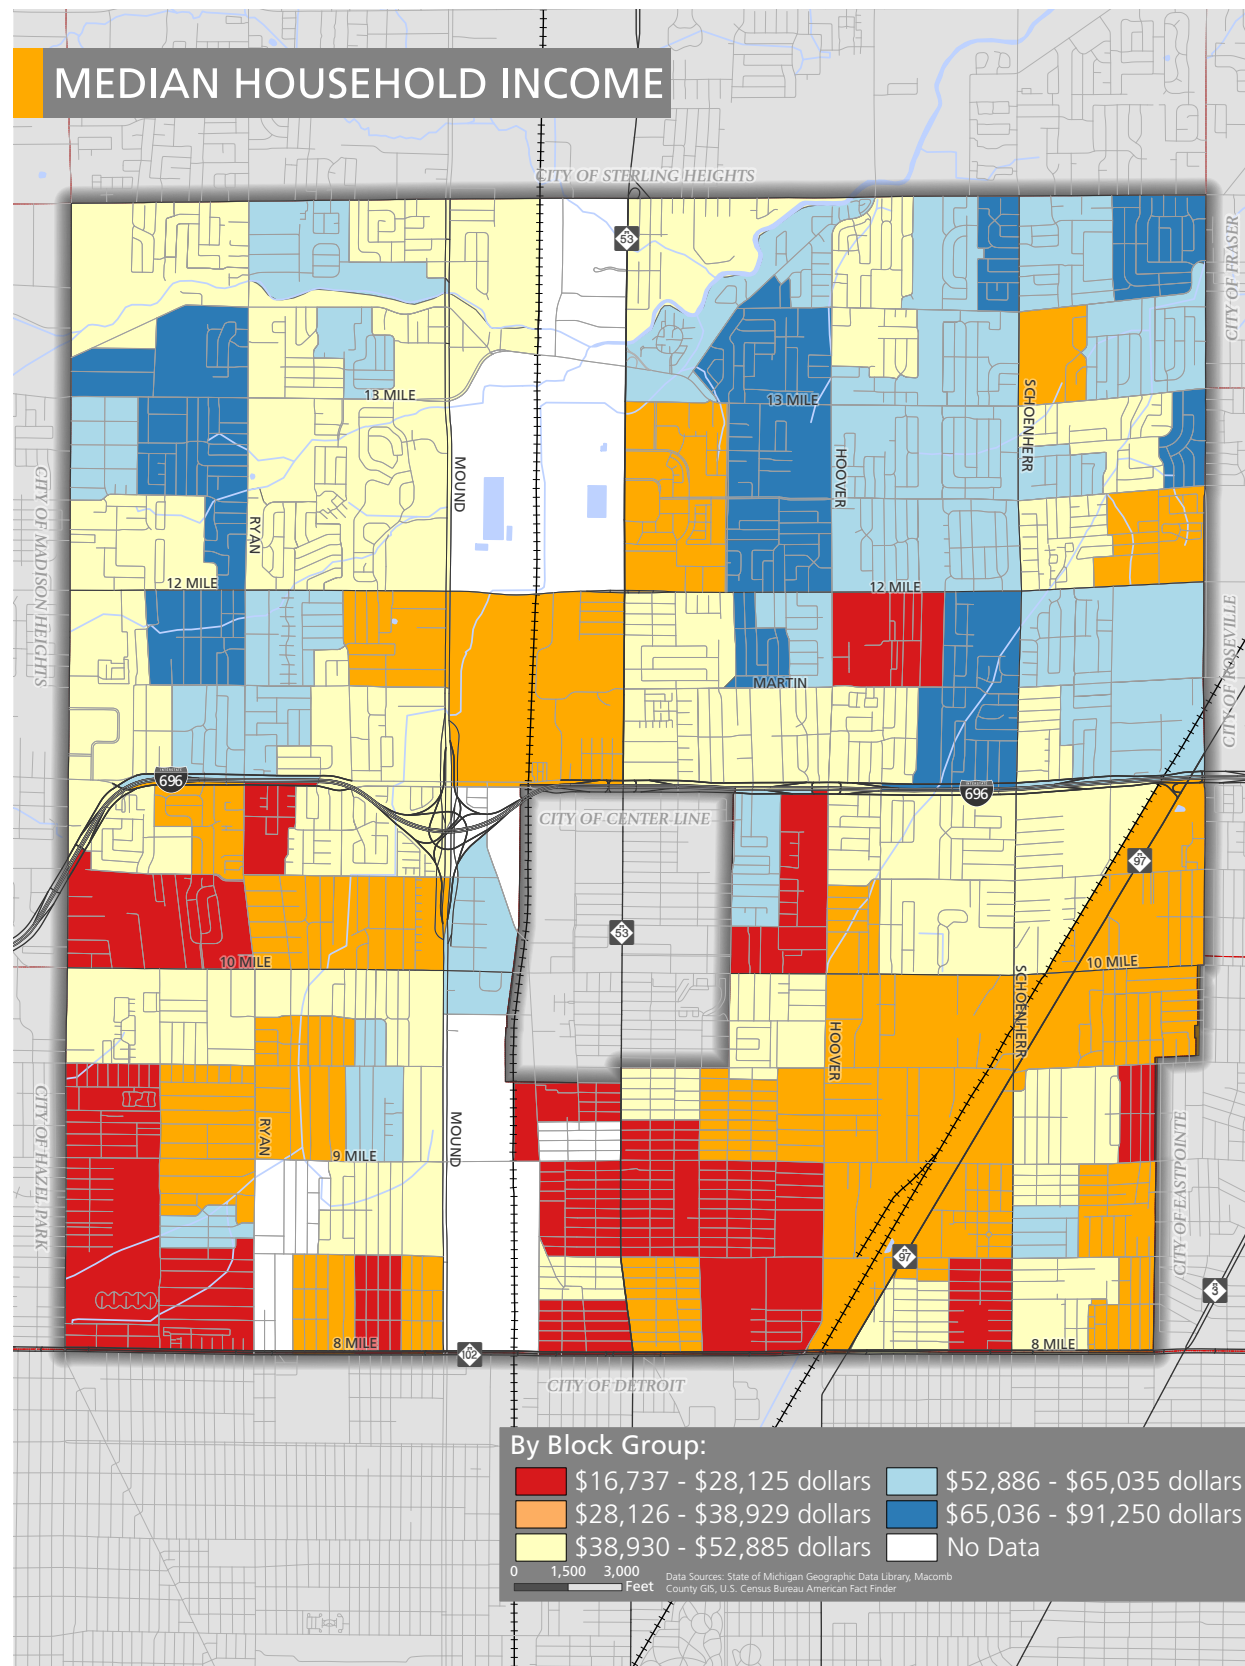 MEDIAN HOUSEHOLD INCOME
CITY OF STERLING HEIGHTS
M
53
CITY OF FRASER
13 MILE
13 MILE
SCHOENHERR
MOUND
HOOVER
CITY OF MADISON HEIGHTS
RYAN
12 MILE
12 MILE
CITY OF ROSEVILLE
MARTIN
696
696
CITY OF CENTER LINE
M
97
M
53
10 MILE
10 MILE
SCHOENHERR
HOOVER
CITY OF HAZEL PARK
RYAN
MOUND
9 MILE
CITY OF EASTPOINTE
M
97
M
3
8 MILE
8 MILE
M
102
CITY OF DETROIT
By Block Group:
$16,737 - $28,125 dollars
$28,126 - $38,929 dollars
$38,930 - $52,885 dollars
$52,886 - $65,035 dollars
$65,036 - $91,250 dollars
No Data
0 1,500 3,000
Feet
Data Sources: State of Michigan Geographic Data Library, Macomb
County GIS, U.S. Census Bureau American Fact Finder